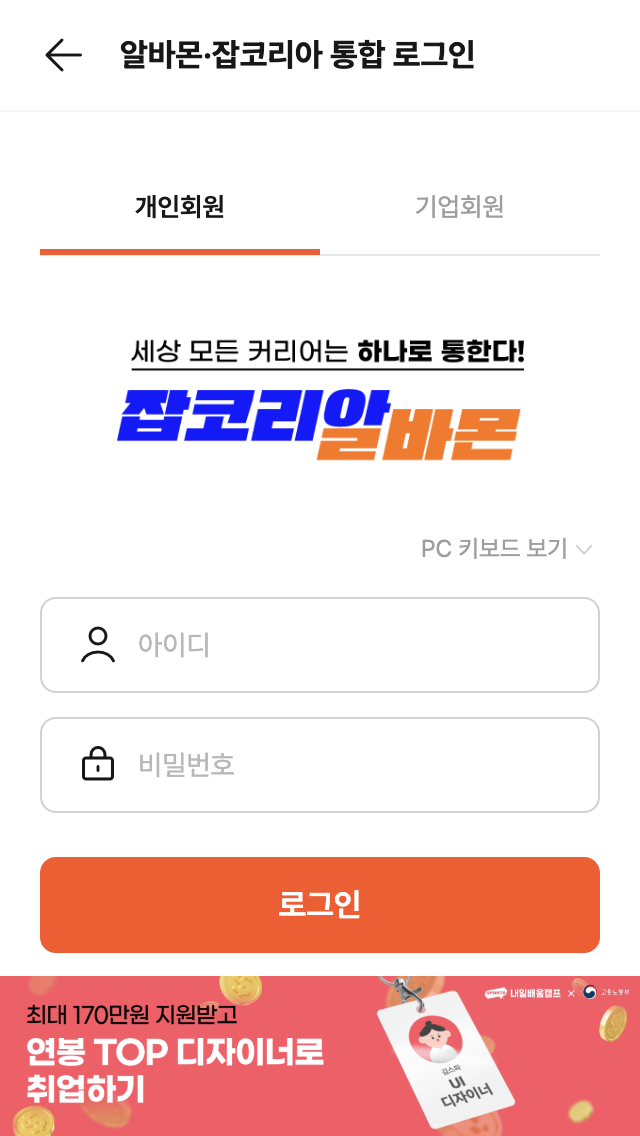 알바몬·잡코리아 통합 로그인
개인회원 기업회원
세상 모든 커리어는 하나로 통한다!
잡코리아알바몬
PC 키보드 보기
아이디
비밀번호
로그인
내일배움캠프 × 고용노동부
최대 170만원 지원받고
연봉 TOP 디자이너로
취업하기
김스파
UI
디자이너